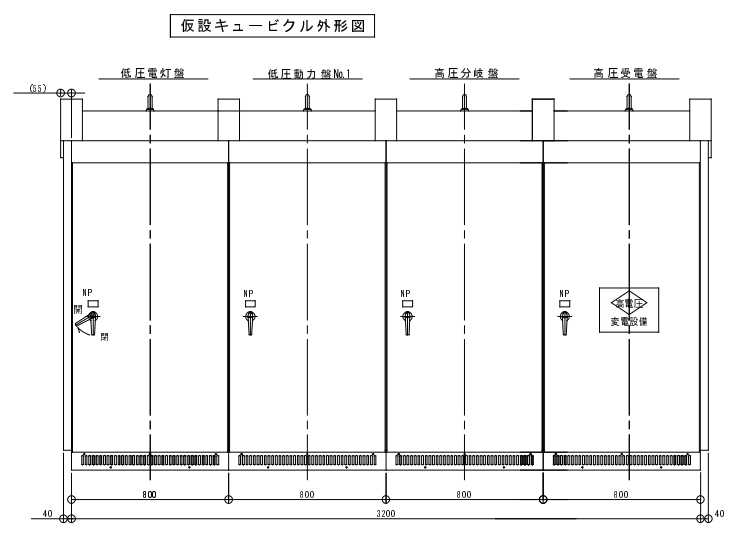 仮設キュービクル外形図
低圧電灯盤
低圧動力盤No.1
高圧分岐盤
高圧受電盤
(55)
NP
NP
NP
NP
開
閉
高電圧
変電設備
800
800
800
800
40
3200
40